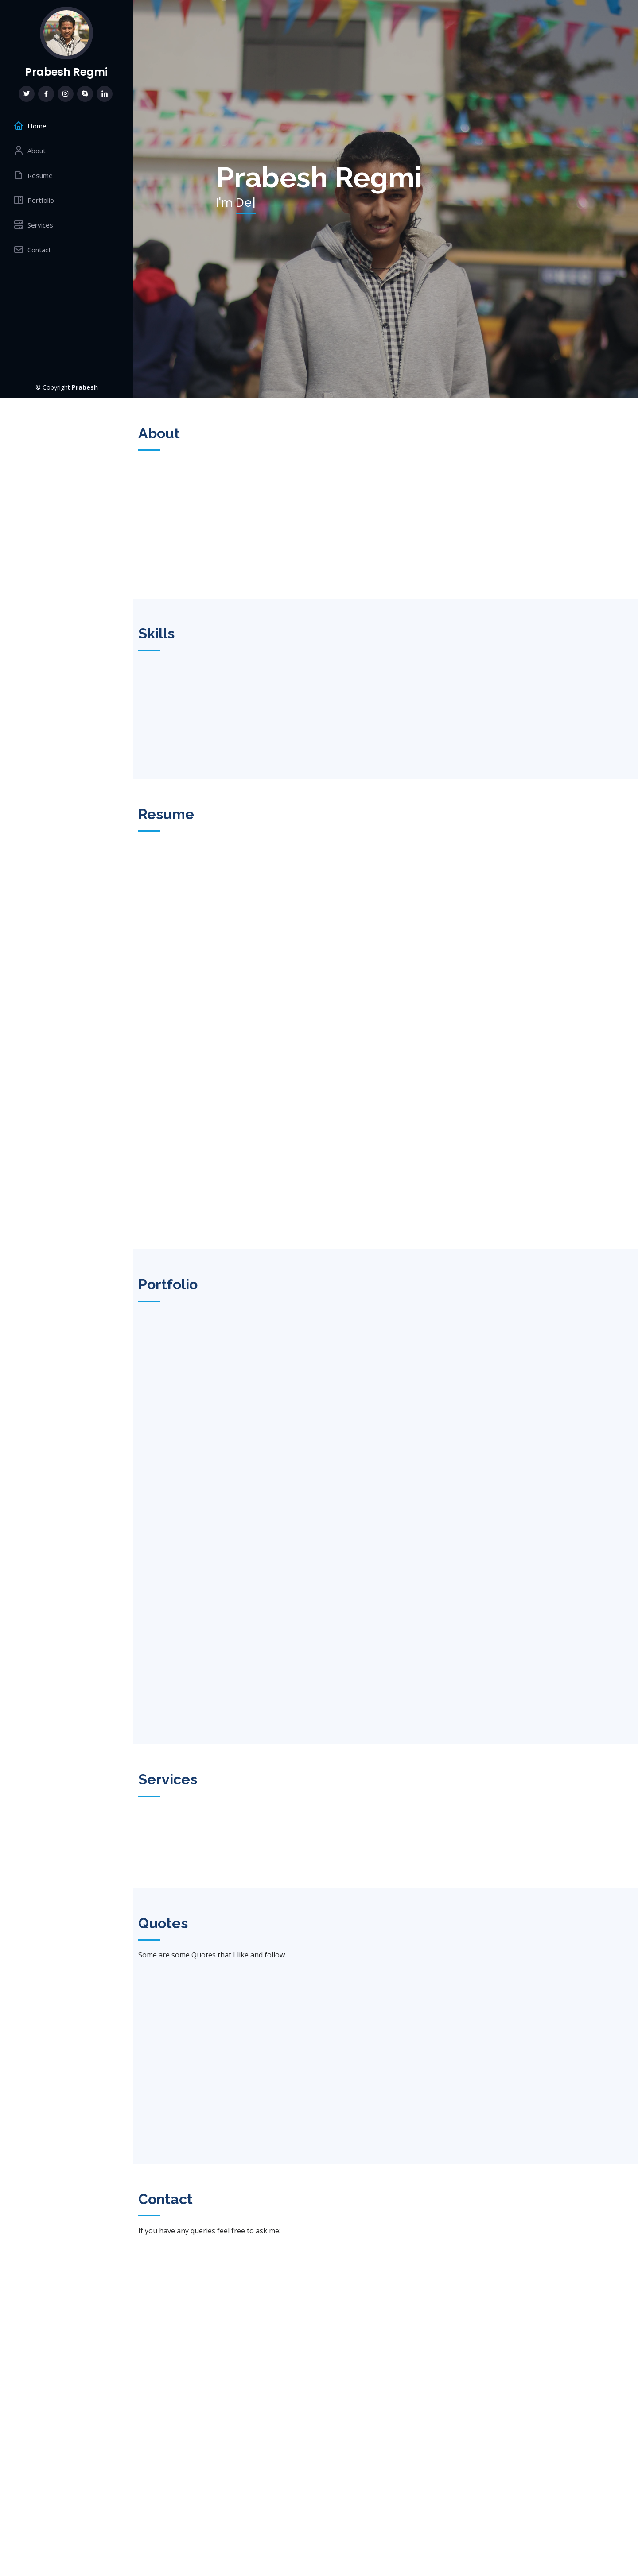 Prabesh Regmi
Home
About
Resume
Portfolio
Services
Contact
© Copyright Prabesh
Prabesh Regmi
I'm De|
About
Skills
Resume
Portfolio
Services
Quotes
Some are some Quotes that I like and follow.
Contact
If you have any queries feel free to ask me: